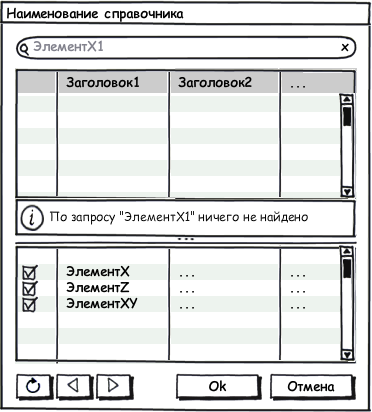 Наименование справочника
ЭлементX1 x
Заголовок1 Заголовок2 ...
i По запросу "ЭлементX1" ничего не найдено
...
ЭлементX ... ...
ЭлементZ ... ...
ЭлементXY ... ...
Ok Отмена